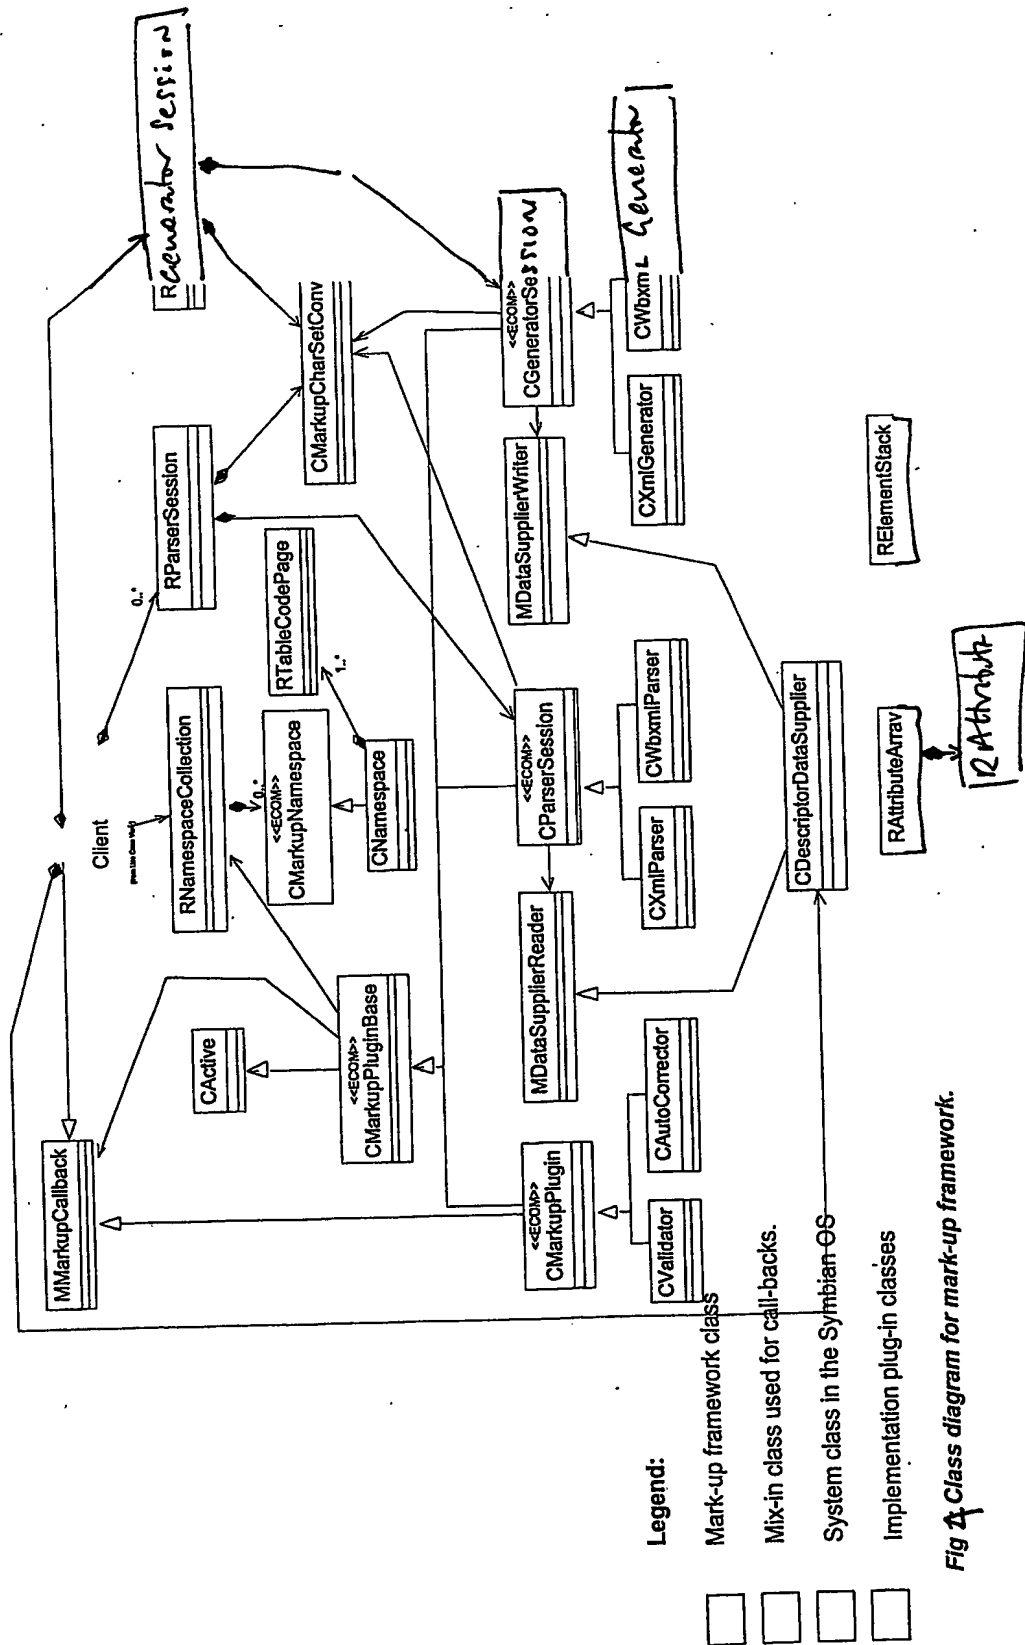 RGenerator Session
Client
0..*
RParserSession
RNamespaceCollection
MMarkupCallback
CActive
0..*
<<ECOM>>
CMarkupNamespace
RTableCodePage
1..*
CMarkupCharSetConv
<<ECOM>>
CMarkupPluginBase
CNamespace
<<ECOM>>
CMarkupPlugin
MDataSupplierReader
<<ECOM>>
CParserSession
MDataSupplierWriter
<<ECOM>>
CGeneratorSession
CValidator
CAutoCorrector
CXmlParser
CWbxmlParser
CXmlGenerator
CWbxmL Generator
CDescriptorDataSupplier
RAttributeArray
RElementStack
RAttribute
Legend:
Mark-up framework class
Mix-in class used for call-backs.
System class in the Symbian OS
Implementation plug-in classes
Fig Class diagram for mark-up framework.